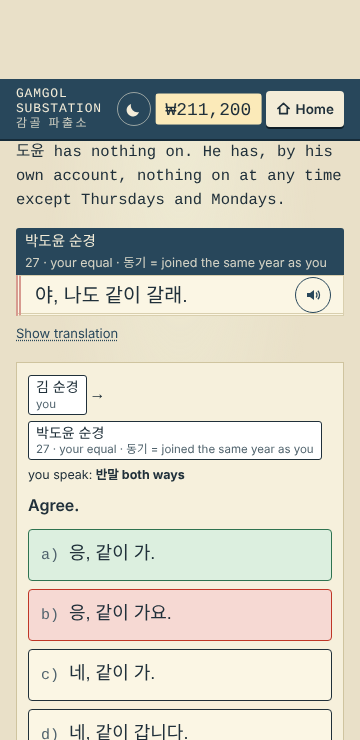 GAMGOL
SUBSTATION
감골 파출소
₩211,200
Home
도윤 has nothing on. He has, by his
own account, nothing on at any time
except Thursdays and Mondays.
박도윤 순경
27 · your equal · 동기 = joined the same year as you
야, 나도 같이 갈래.
Show translation
김 순경
you
→
박도윤 순경
27 · your equal · 동기 = joined the same year as you
you speak: 반말 both ways
Agree.
a) 응, 같이 가.
b) 응, 같이 가요.
c) 네, 같이 가.
d) 네, 같이 갑니다.